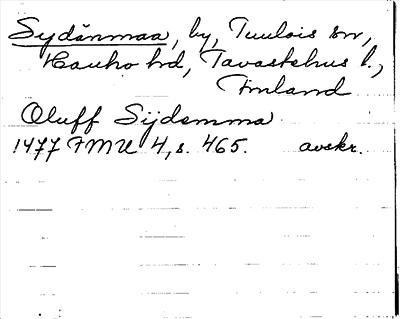 Sydänmaa, by, Tuulois sn,
Hauho hd, Tavastehus l.,
Finland
Oluff Sijdemma
1477 FMU 4, s. 465. avskr.